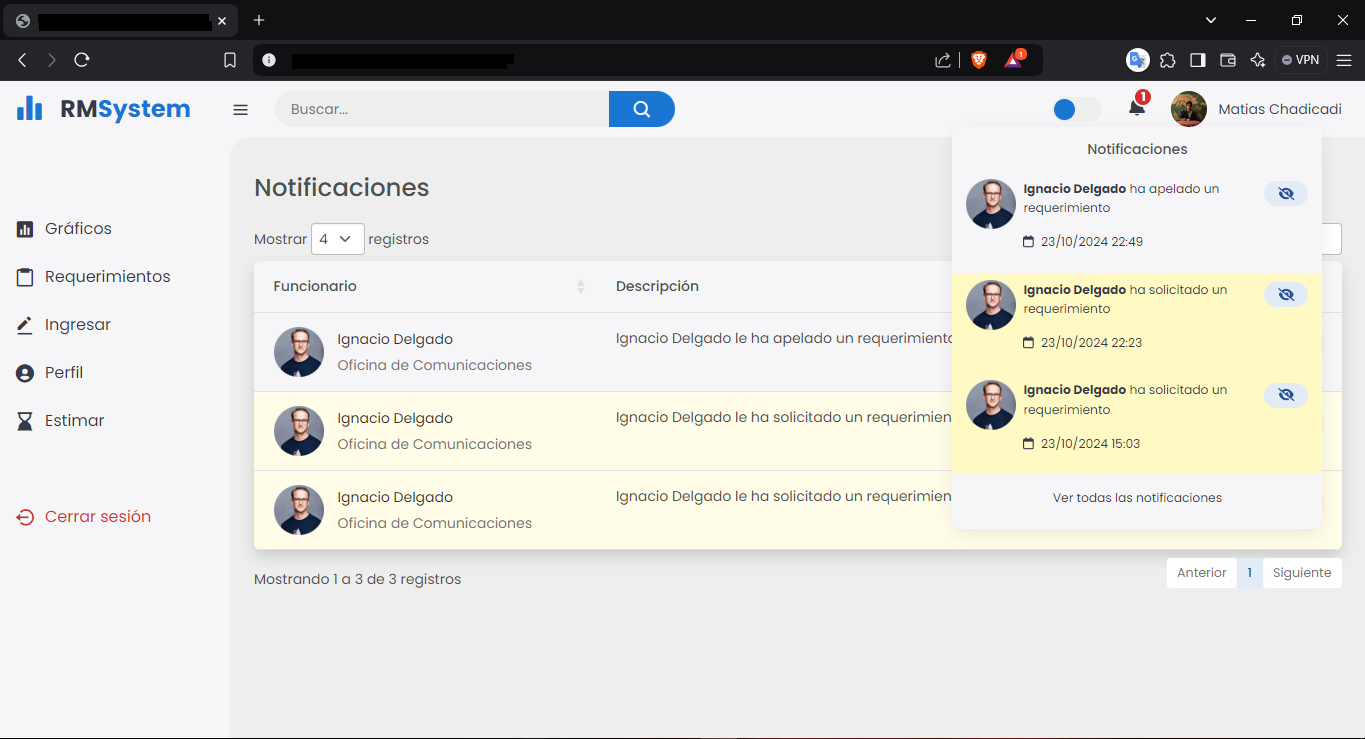 1
VPN
RMSystem
Buscar...
1
Matias Chadicadi
Notificaciones
Ignacio Delgado ha apelado un
requerimiento
23/10/2024 22:49
Ignacio Delgado ha solicitado un
requerimiento
23/10/2024 22:23
Ignacio Delgado ha solicitado un
requerimiento
23/10/2024 15:03
Ver todas las notificaciones
Gráficos
Requerimientos
Ingresar
Perfil
Estimar
Cerrar sesión
Notificaciones
Mostrar 4 registros
Funcionario Descripción
Ignacio Delgado
Oficina de Comunicaciones
Ignacio Delgado le ha apelado un requerimiento
Ignacio Delgado
Oficina de Comunicaciones
Ignacio Delgado le ha solicitado un requerimien
Ignacio Delgado
Oficina de Comunicaciones
Ignacio Delgado le ha solicitado un requerimien
Mostrando 1 a 3 de 3 registros
Anterior 1 Siguiente